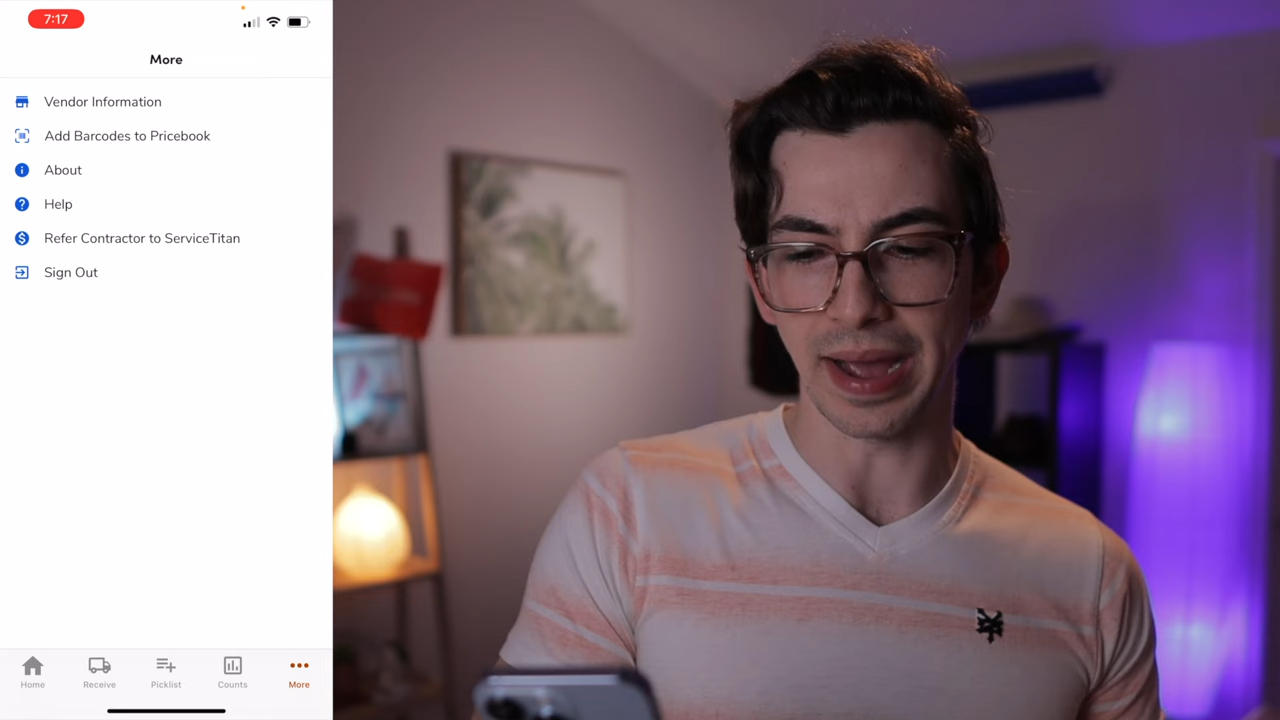 7:17
More
Vendor Information
Add Barcodes to Pricebook
About
Help
Refer Contractor to ServiceTitan
Sign Out
Home
Receive
Picklist
Counts
More